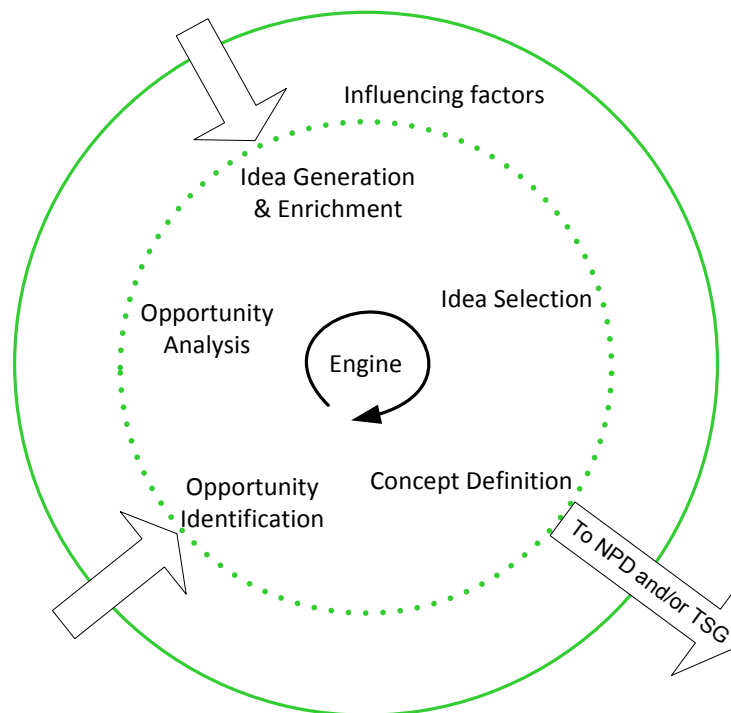 Influencing factors
Idea Generation
& Enrichment
Idea Selection
Opportunity
Analysis
Engine
Concept Definition
Opportunity
Identification
To NPD and/or TSG